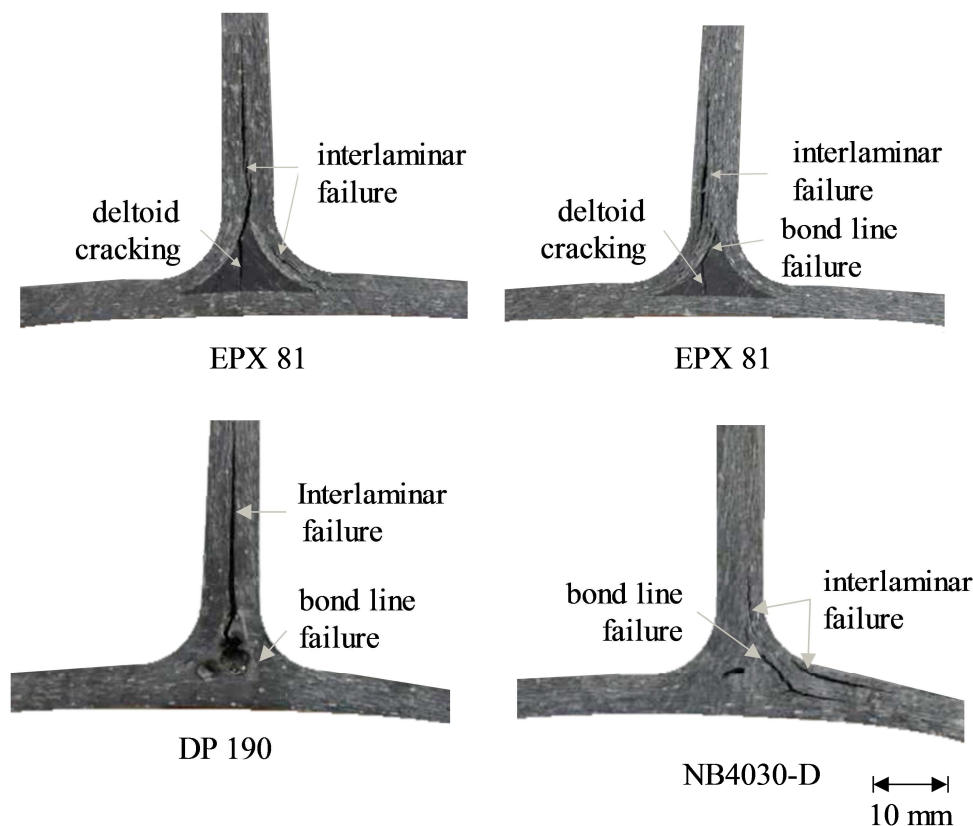 interlaminar
failure
deltoid
cracking
EPX 81
interlaminar
failure
deltoid
cracking
bond line
failure
EPX 81
Interlaminar
failure
bond line
failure
DP 190
bond line
failure
interlaminar
failure
NB4030-D
10 mm